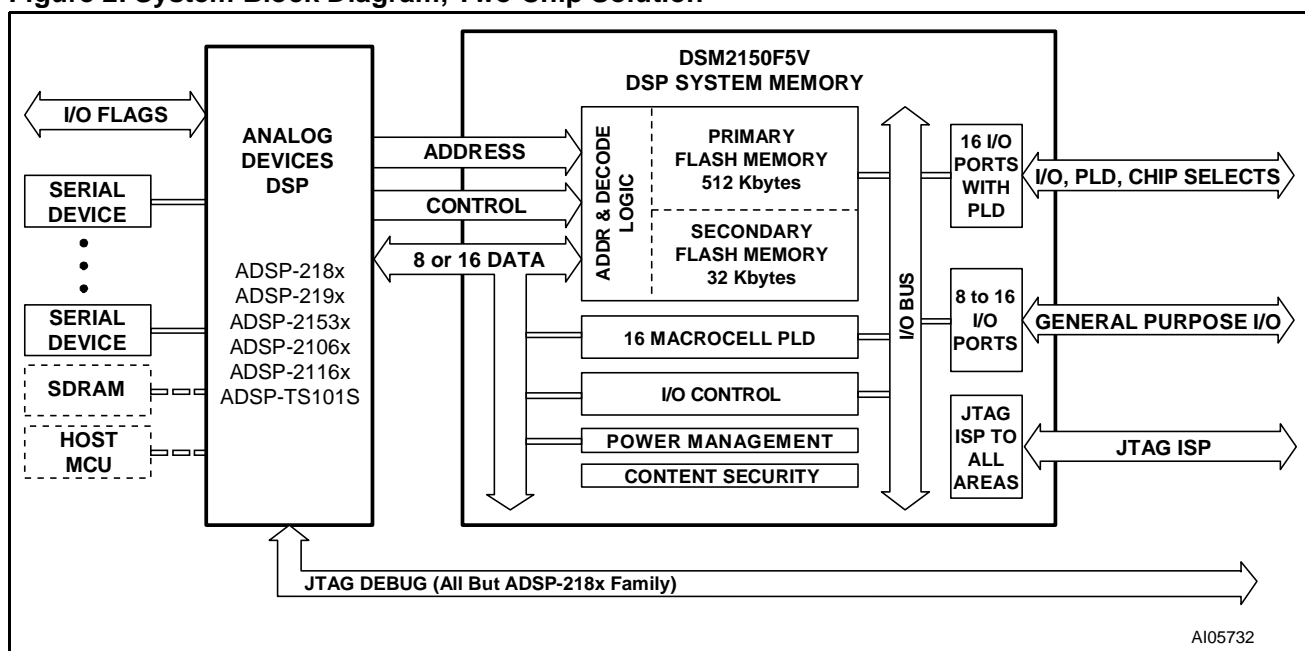 Figure 2. System Block Diagram, Two Chip Solution
I/O FLAGS
SERIAL
DEVICE
SERIAL
DEVICE
SDRAM
HOST
MCU
ANALOG
DEVICES
DSP
ADSP-218x
ADSP-219x
ADSP-2153x
ADSP-2106x
ADSP-2116x
ADSP-TS101S
ADDRESS
CONTROL
8 or 16 DATA
DSM2150F5V
DSP SYSTEM MEMORY
ADDR & DECODE
LOGIC
PRIMARY
FLASH MEMORY
512 Kbytes
SECONDARY
FLASH MEMORY
32 Kbytes
16 MACROCELL PLD
I/O CONTROL
POWER MANAGEMENT
CONTENT SECURITY
I/O BUS
16 I/O
PORTS
WITH
PLD
8 to 16
I/O
PORTS
JTAG
ISP TO
ALL
AREAS
I/O, PLD, CHIP SELECTS
GENERAL PURPOSE I/O
JTAG ISP
JTAG DEBUG (All But ADSP-218x Family)
AI05732